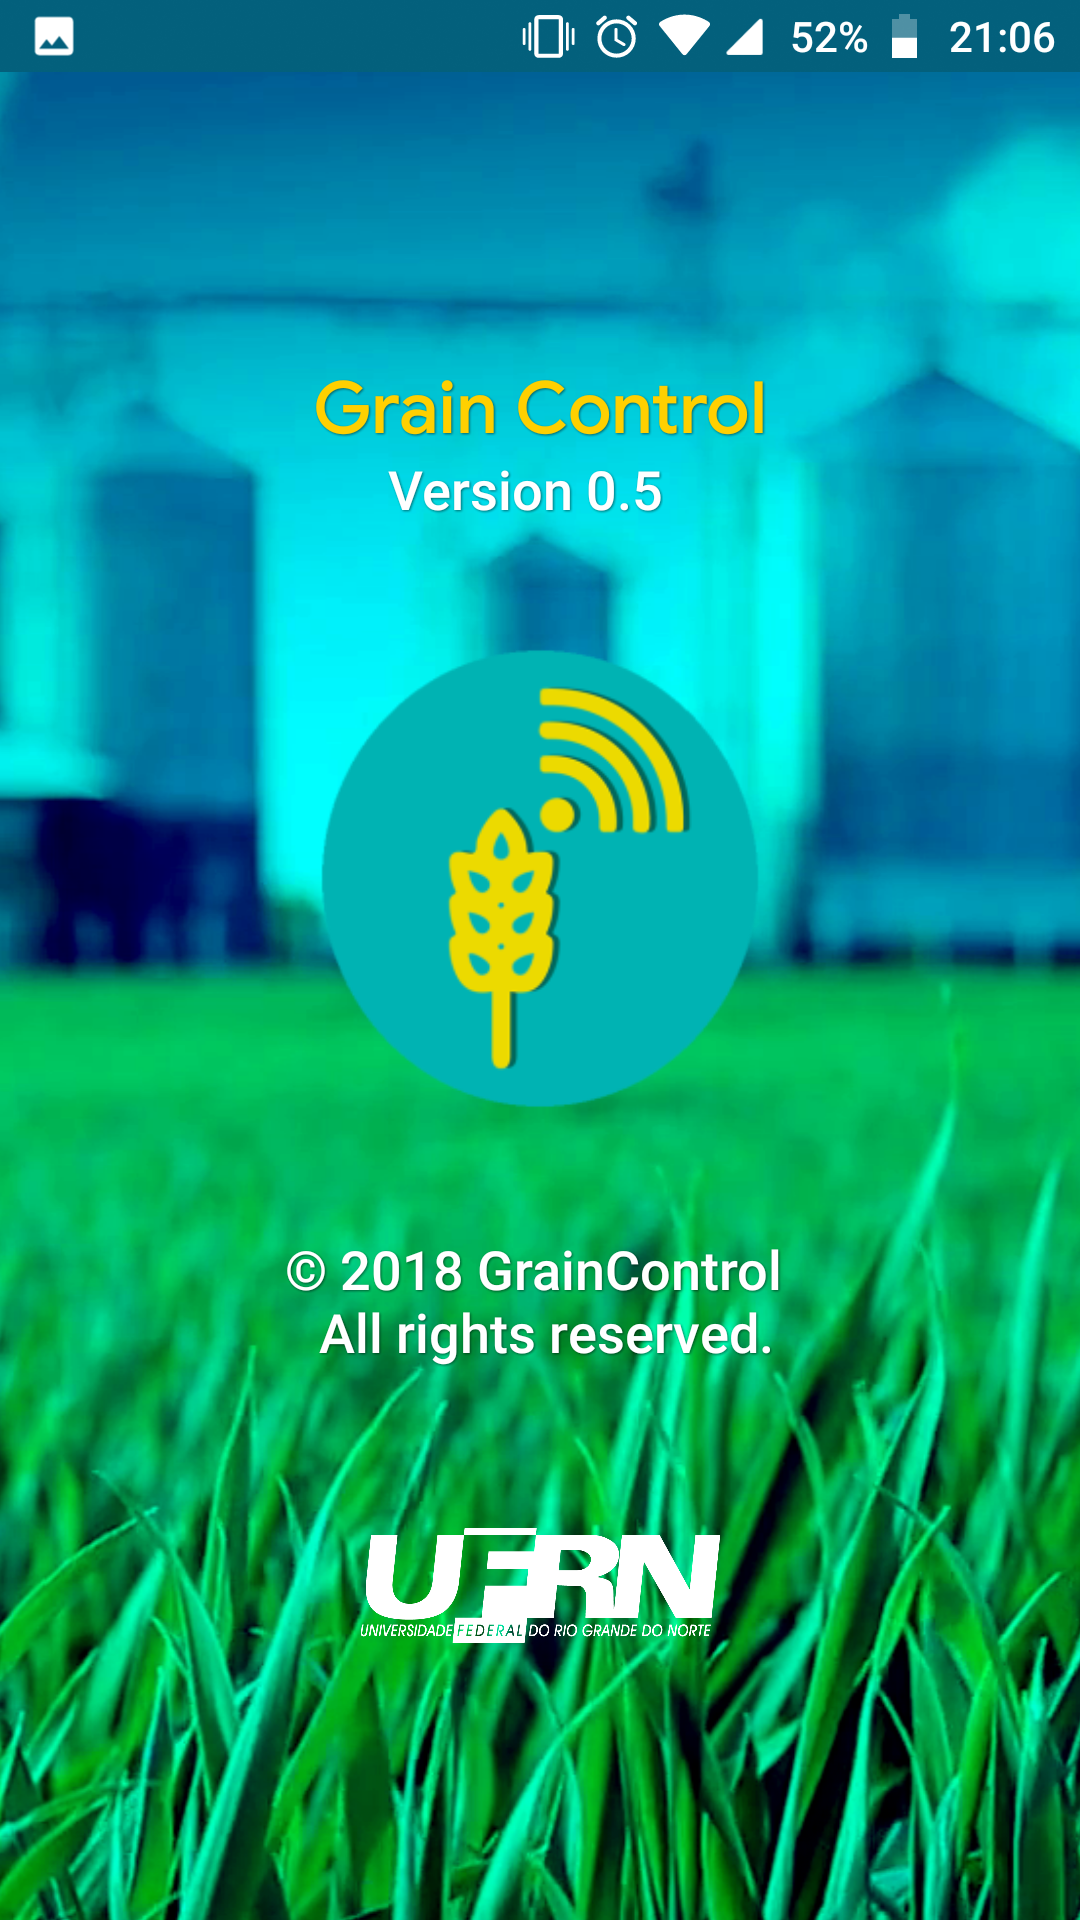 52% 21:06
Grain Control
Version 0.5
© 2018 GrainControl
All rights reserved.
UFRN
UNIVERSIDADE FEDERAL DO RIO GRANDE DO NORTE